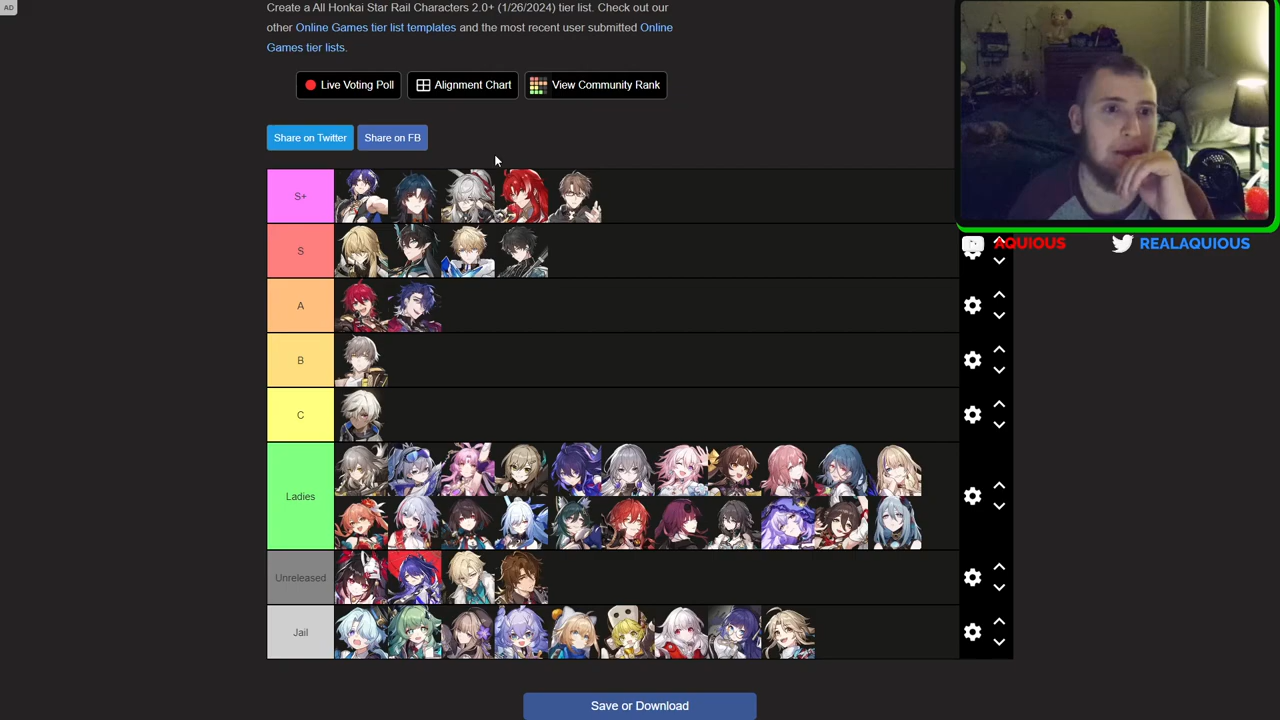 AD
Create a All Honkai Star Rail Characters 2.0+ (1/26/2024) tier list. Check out our
other Online Games tier list templates and the most recent user submitted Online
Games tier lists.
Live Voting Poll
Alignment Chart
View Community Rank
Share on Twitter
Share on FB
S+
S
AQUIOUS
REALAQUIOUS
A
B
C
Ladies
Unreleased
Jail
Save or Download